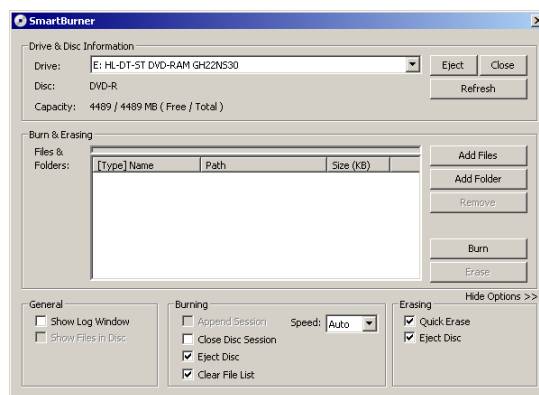 SmartBurner
Drive & Disc Information
Drive: E: HL-DT-ST DVD-RAM GH22NS30 Eject Close
Disc: DVD-R Refresh
Capacity: 4489 / 4489 MB ( Free / Total )
Burn & Erasing
Files & Folders:
[Type] Name Path Size (KB)
Add Files
Add Folder
Remove
Burn
Erase
Hide Options >>
General
Show Log Window
Show Files in Disc
Burning
Append Session Speed: Auto
Close Disc Session
Eject Disc
Clear File List
Erasing
Quick Erase
Eject Disc